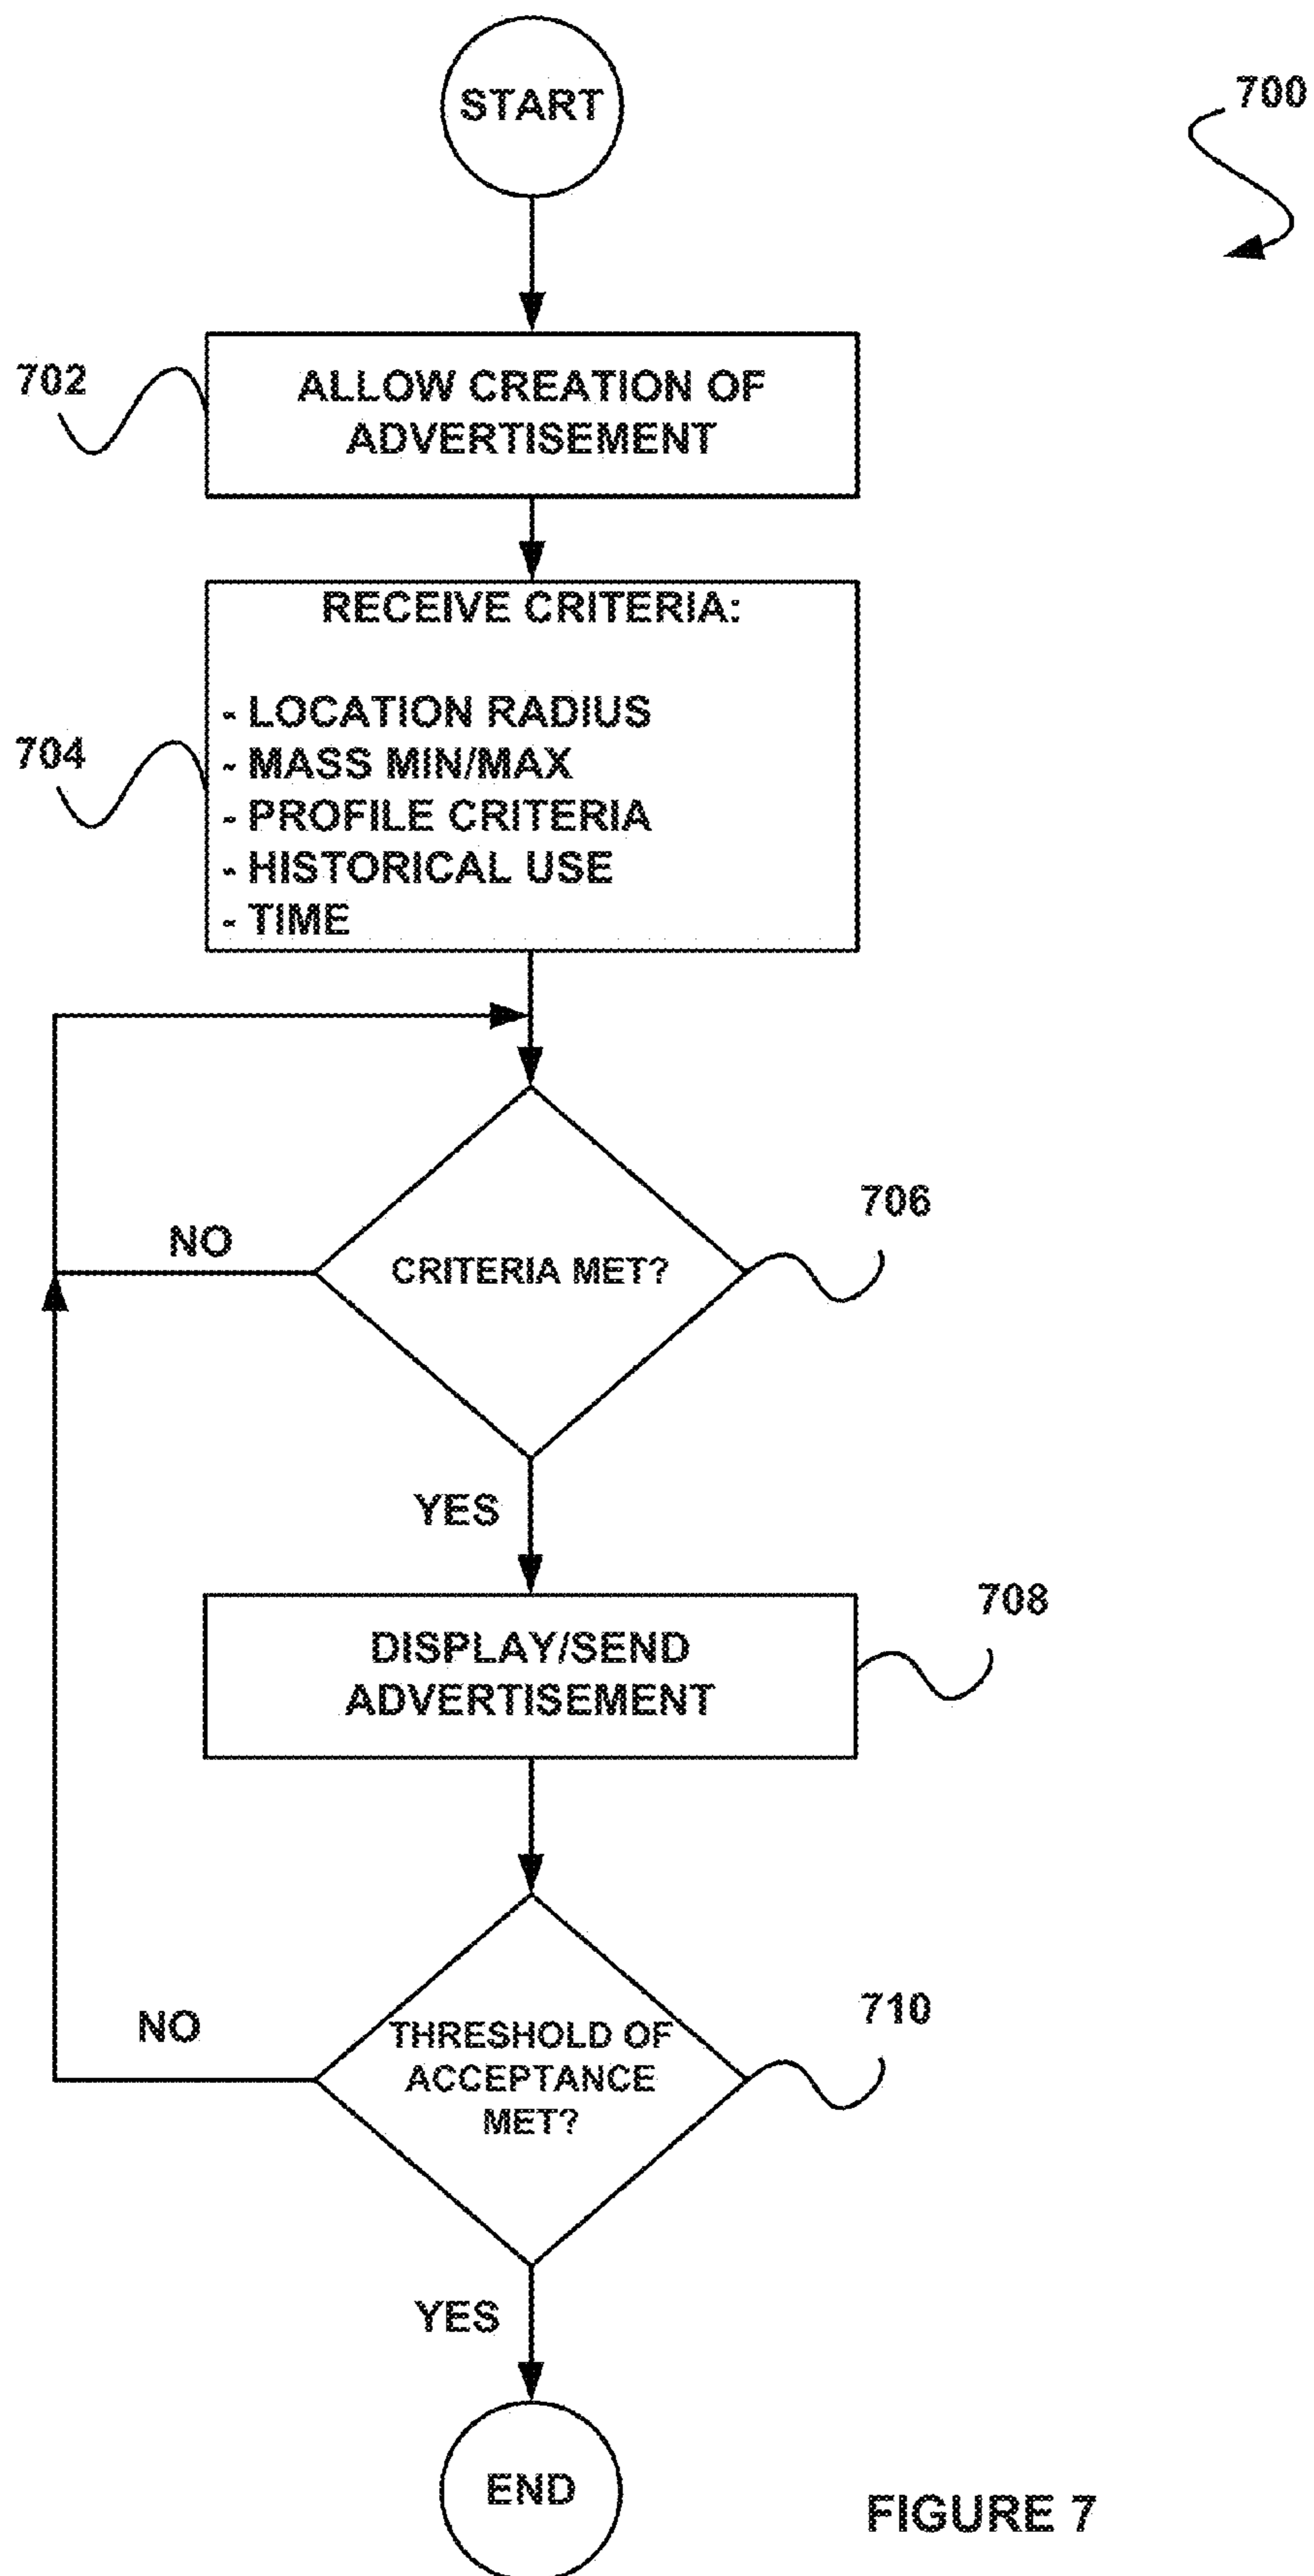 START
700
702
ALLOW CREATION OF
ADVERTISEMENT
RECEIVE CRITERIA:
704
- LOCATION RADIUS
- MASS MIN/MAX
- PROFILE CRITERIA
- HISTORICAL USE
- TIME
706
NO
CRITERIA MET?
YES
708
DISPLAY/SEND
ADVERTISEMENT
710
NO
THRESHOLD OF
ACCEPTANCE
MET?
YES
END
FIGURE 7